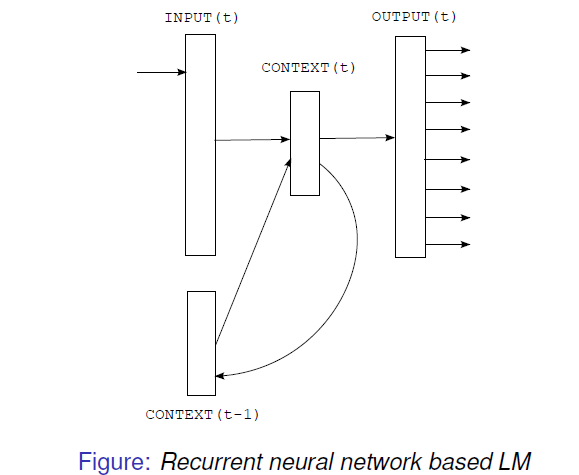 INPUT(t)
OUTPUT(t)
CONTEXT(t)
CONTEXT(t-1)
Figure: Recurrent neural network based LM